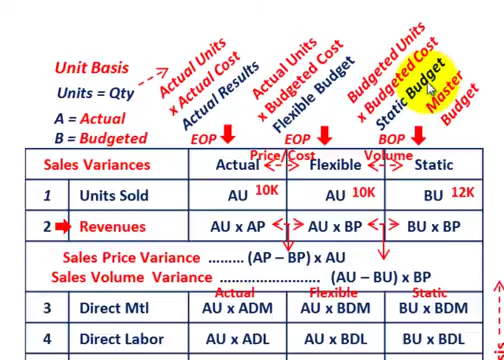 Unit Basis
Units = Qty
A = Actual
B = Budgeted
Actual Units
x Actual Cost
Actual Results
Actual Units
x Budgeted Cost
Flexible Budget
Budgeted Units
x Budgeted Cost
Static Budget
Master
Budget
EOP EOP BOP
Price/Cost Volume
Sales Variances Actual Flexible Static
1 Units Sold AU 10K AU 10K BU 12K
2 Revenues AU x AP AU x BP BU x BP
Sales Price Variance ......... (AP – BP) x AU
Sales Volume Variance ........................ (AU – BU) x BP
Actual Flexible Static
3 Direct Mtl AU x ADM AU x BDM BU x BDM
4 Direct Labor AU x ADL AU x BDL BU x BDL